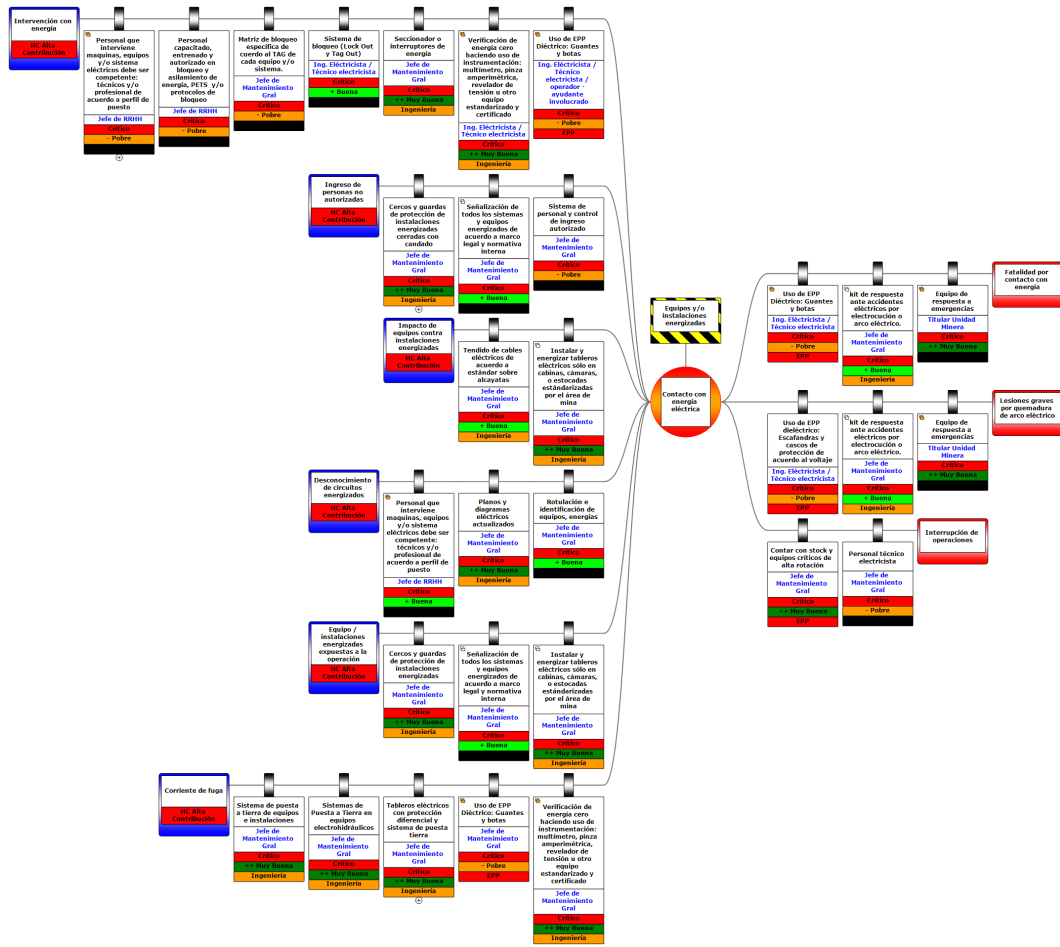 Intervención con
energía
HC Alta
Contribución
Personal que
interviene
maquinas, equipos
y/o sistema
eléctricos debe ser
competente:
técnicos y/o
profesional de
acuerdo a perfil de
puesto
Jefe de RRHH
Crítico
- Pobre
Personal
capacitado,
entrenado y
autorizado en
bloqueo y
asilamiento de
energía, PETS y/o
protocolos de
bloqueo
Jefe de RRHH
Crítico
- Pobre
Matriz de bloqueo
específica de
cuerdo al TAG de
cada equipo y/o
sistema.
Jefe de
Mantenimiento
Gral
Crítico
- Pobre
Sistema de
bloqueo (Lock Out
y Tag Out)
Ing. Eléctricista /
Técnico electricista
Crítico
+ Buena
Seccionador o
interruptores de
energía
Jefe de
Mantenimiento
Gral
Crítico
++ Muy Buena
Ingeniería
Verificación de
energía cero
haciendo uso de
instrumentación:
multímetro, pinza
amperimétrica,
revelador de
tensión u otro
equipo
estandarizado y
certificado
Ing. Eléctricista /
Técnico electricista
Crítico
++ Muy Buena
Ingeniería
Uso de EPP
Diéctrico: Guantes
y botas
Ing. Eléctricista
/ Técnico
electricista /
operador -
ayudante
involucrado
Crítico
- Pobre
EPP
Ingreso de
personas no
autorizadas
HC Alta
Contribución
Cercos y guardas
de protección de
instalaciones
energizadas
cerradas con
candado
Jefe de
Mantenimiento
Gral
Crítico
++ Muy Buena
Ingeniería
Señalización de
todos los sistemas
y equipos
energizados de
acuerdo a marco
legal y normativa
interna
Jefe de
Mantenimiento
Gral
Crítico
+ Buena
Sistema de
personal y control
de ingreso
autorizado
Jefe de
Mantenimiento
Gral
Crítico
- Pobre
Impacto de
equipos contra
instalaciones
energizadas
HC Alta
Contribución
Tendido de cables
eléctricos de
acuerdo a
estándar sobre
alcayatas
Jefe de
Mantenimiento
Gral
Crítico
+ Buena
Ingeniería
Instalar y
energizar tableros
eléctricos sólo en
cabinas, cámaras,
o estocadas
estándarizadas
por el área de
mina
Jefe de
Mantenimiento
Gral
Crítico
++ Muy Buena
Ingeniería
Desconocimiento
de circuitos
energizados
HC Alta
Contribución
Personal que
interviene
maquinas, equipos
y/o sistema
eléctricos debe ser
competente:
técnicos y/o
profesional de
acuerdo a perfil de
puesto
Jefe de RRHH
Crítico
+ Buena
Planos y
diagramas
eléctricos
actualizados
Jefe de
Mantenimiento
Gral
Crítico
++ Muy Buena
Ingeniería
Rotulación e
identificación de
equipos, energías
Jefe de
Mantenimiento
Gral
Crítico
+ Buena
Equipo /
instalaciones
energizadas
expuestas a la
operación
HC Alta
Contribución
Cercos y guardas
de protección de
instalaciones
energizadas
Jefe de
Mantenimiento
Gral
Crítico
++ Muy Buena
Ingeniería
Señalización de
todos los sistemas
y equipos
energizados de
acuerdo a marco
legal y normativa
interna
Jefe de
Mantenimiento
Gral
Crítico
+ Buena
Instalar y
energizar tableros
eléctricos sólo en
cabinas, cámaras,
o estocadas
estándarizadas
por el área de
mina
Jefe de
Mantenimiento
Gral
Crítico
++ Muy Buena
Ingeniería
Corriente de fuga
HC Alta
Contribución
Sistema de puesta
a tierra de equipos
e instalaciones
Jefe de
Mantenimiento
Gral
Crítico
++ Muy Buena
Ingeniería
Sistemas de
Puesta a Tierra en
equipos
electrohidráulicos
Jefe de
Mantenimiento
Gral
Crítico
++ Muy Buena
Ingeniería
Tableros eléctricos
con protección
diferencial y
sistema de puesta
tierra
Jefe de
Mantenimiento
Gral
Crítico
++ Muy Buena
Ingeniería
Uso de EPP
Diéctrico: Guantes
y botas
Jefe de
Mantenimiento
Gral
Crítico
- Pobre
EPP
Verificación de
energía cero
haciendo uso de
instrumentación:
multímetro, pinza
amperimétrica,
revelador de
tensión u otro
equipo
estandarizado y
certificado
Jefe de
Mantenimiento
Gral
Crítico
++ Muy Buena
Ingeniería
Equipos y/o
instalaciones
energizadas
Contacto con
energía
eléctrica
Uso de EPP
Diéctrico: Guantes
y botas
Ing. Eléctricista /
Técnico electricista
Crítico
- Pobre
EPP
kit de respuesta
ante accidentes
eléctricos por
electrocución o
arco eléctrico.
Jefe de
Mantenimiento
Gral
Crítico
+ Buena
Ingeniería
Equipo de
respuesta a
emergencias
Titular Unidad
Minera
Crítico
++ Muy Buena
Fatalidad por
contacto con
energía
Uso de EPP
dieléctrico:
Escafandras y
cascos de
protección de
acuerdo al voltaje
Ing. Eléctricista /
Técnico electricista
Crítico
- Pobre
EPP
kit de respuesta
ante accidentes
eléctricos por
electrocución o
arco eléctrico.
Jefe de
Mantenimiento
Gral
Crítico
+ Buena
Ingeniería
Equipo de
respuesta a
emergencias
Titular Unidad
Minera
Crítico
++ Muy Buena
Lesiones graves
por quemadura
de arco eléctrico
Contar con stock y
equipos críticos de
alta rotación
Jefe de
Mantenimiento
Gral
Crítico
++ Muy Buena
EPP
Personal técnico
electricista
Jefe de
Mantenimiento
Gral
Crítico
- Pobre
Interrupción de
operaciones